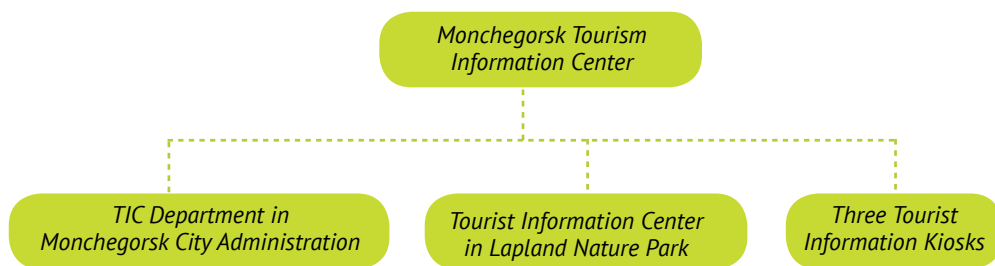 Monchegorsk Tourism
Information Center
TIC Department in
Monchegorsk City Administration
Tourist Information Center
in Lapland Nature Park
Three Tourist
Information Kiosks